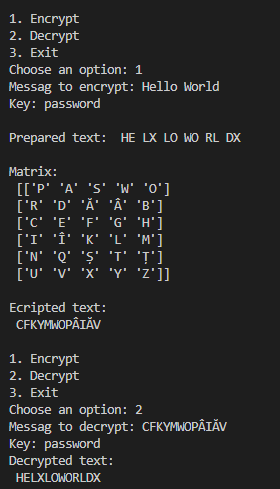 1. Encrypt
2. Decrypt
3. Exit
Choose an option: 1
Messag to encrypt: Hello World
Key: password
Prepared text:  HE LX LO WO RL DX
Matrix:
[['P' 'A' 'S' 'W' 'O']
['R' 'D' 'Ă' 'Â' 'B']
['C' 'E' 'F' 'G' 'H']
['I' 'Î' 'K' 'L' 'M']
['N' 'Q' 'Ș' 'T' 'Ț']
['U' 'V' 'X' 'Y' 'Z']]
Ecripted text:
CFKYMWOPÂIĂV
1. Encrypt
2. Decrypt
3. Exit
Choose an option: 2
Messag to decrypt: CFKYMWOPÂIĂV
Key: password
Decrypted text:
HELXLOWORLDX